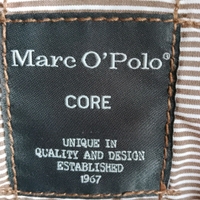 Marc O'Polo®
CORE
UNIQUE IN
QUALITY AND DESIGN
ESTABLISHED
1967